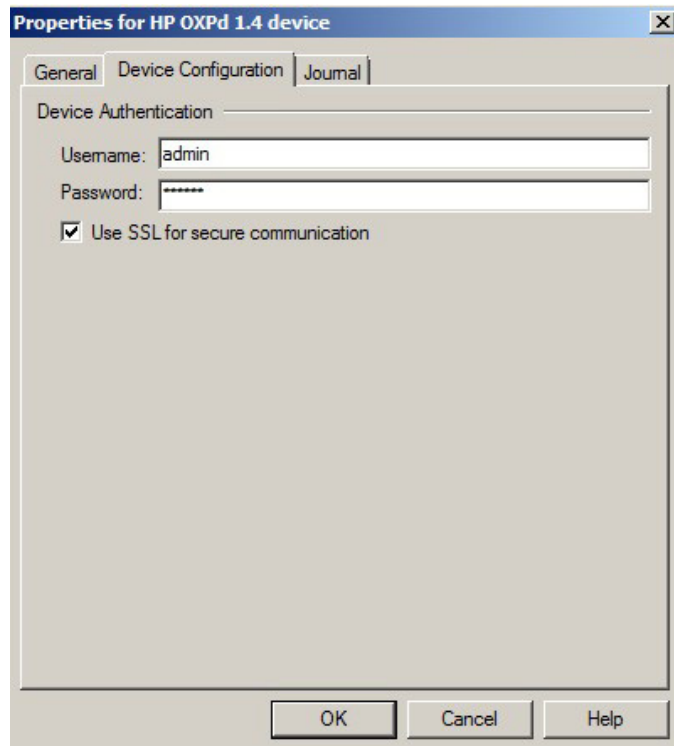 Properties for HP OXPd 1.4 device
General Device Configuration Journal
Device Authentication
Username: admin
Password: ******
Use SSL for secure communication
OK Cancel Help